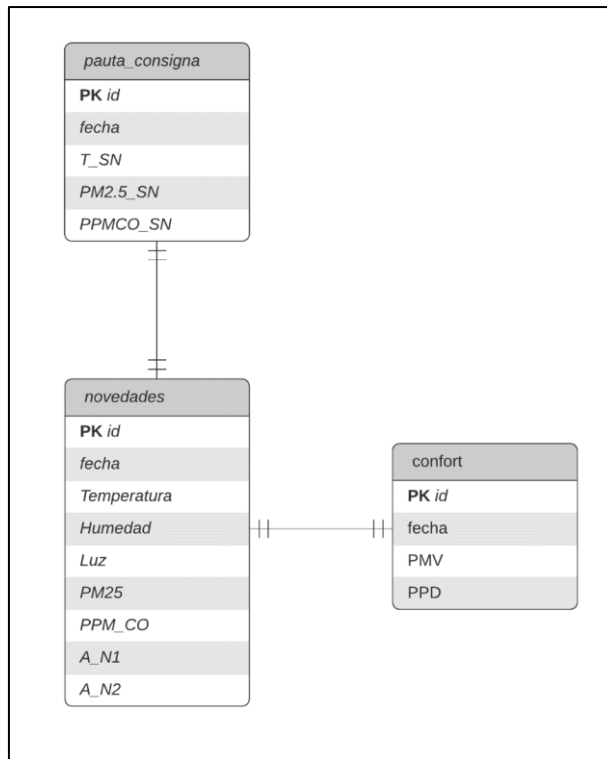 pauta_consigna
PK id
fecha
T_SN
PM2.5_SN
PPMCO_SN
novedades
PK id
fecha
Temperatura
Humedad
Luz
PM25
PPM_CO
A_N1
A_N2
confort
PK id
fecha
PMV
PPD